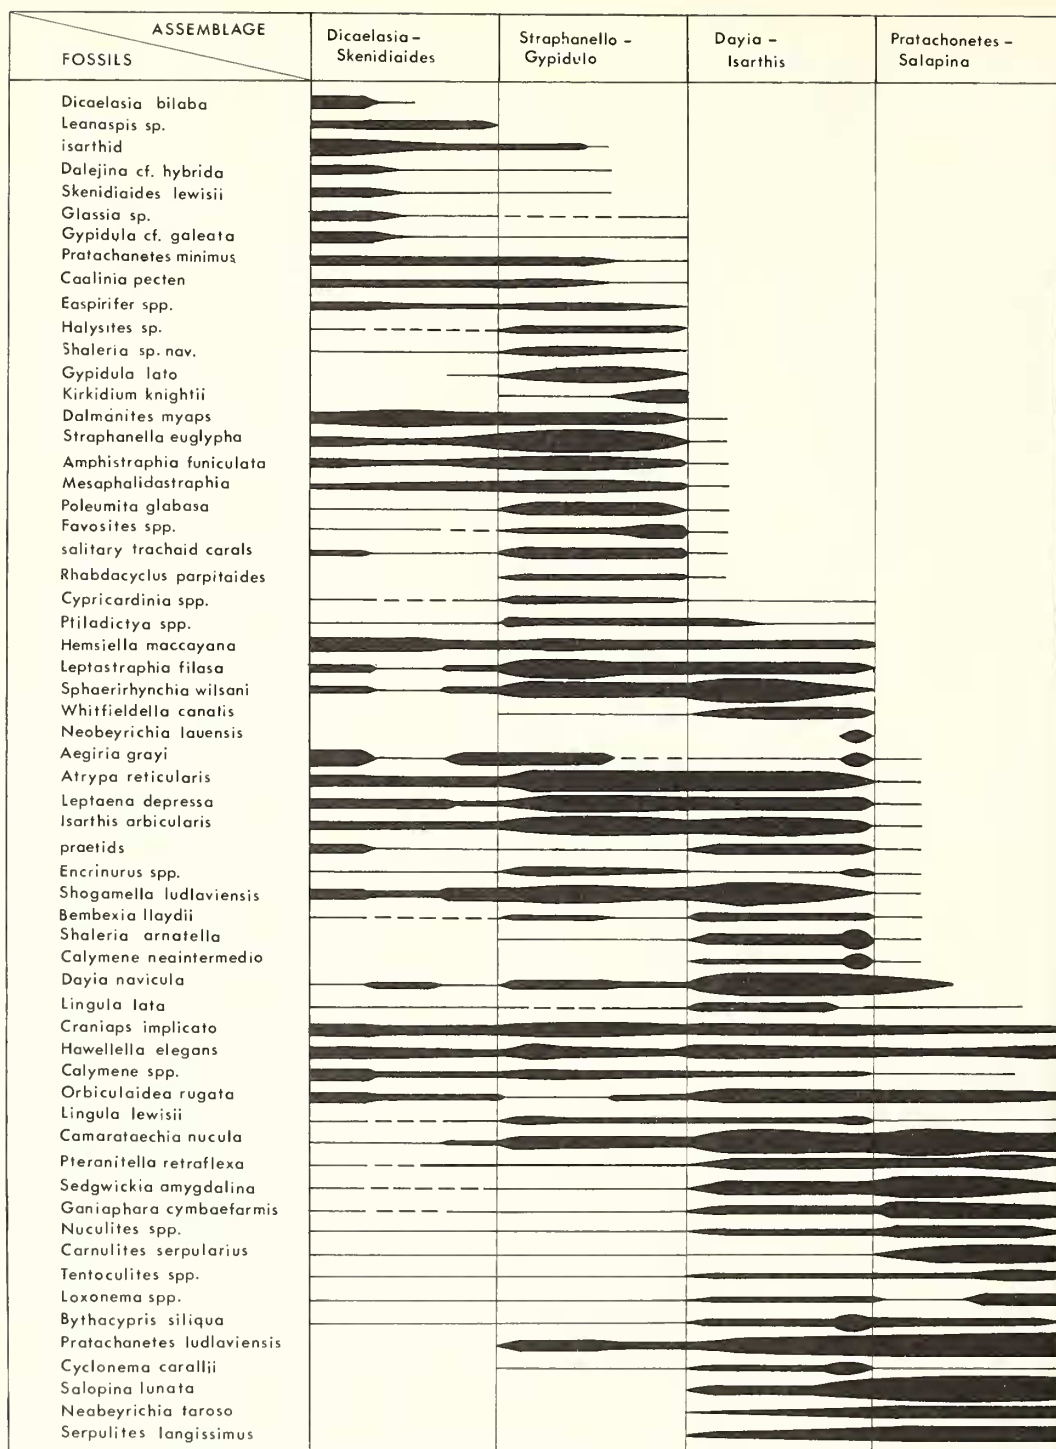 ASSEMBLAGE
FOSSILS
Dicaelasia –
Skenidiaides
Straphanello –
Gypidulo
Dayia –
Isarthis
Pratachonetes –
Salapina
Dicaelasia bilaba
Leanaspis sp.
isarthid
Dalejina cf. hybrida
Skenidiaides lewisii
Glassia sp.
Gypidula cf. galeata
Pratachanetes minimus
Caalinia pecten
Easpirifer spp.
Halysites sp.
Shaleria sp. nav.
Gypidula lato
Kirkidium knightii
Dalmanites myaps
Straphanella euglypha
Amphistraphia funiculata
Mesaphalidastraphia
Poleumita glabasa
Favosites spp.
salitary trachaid carals
Rhabdacyclus parpitaides
Cypricardinia spp.
Ptiladictya spp.
Hemsiella maccayana
Leptastraphia filasa
Sphaerirhynchia wilsani
Whitfieldella canalis
Neobeyrichia lauensis
Aegiria grayi
Atrypa reticularis
Leptaena depressa
Isarthis arbicularis
praetids
Encrinurus spp.
Shogamella ludlaviensis
Bembexia llaydii
Shaleria arnatella
Calymene neaintermedio
Dayia navicula
Lingula lata
Craniaps implicato
Hawellella elegans
Calymene spp.
Orbiculaidea rugata
Lingula lewisii
Camarataechia nucula
Pteranitella retraflexa
Sedgwickia amygdalina
Ganiaphara cymbaefarmis
Nuculites spp.
Carnulites serpularius
Tentoculites spp.
Loxonema spp.
Bythacypris siliqua
Pratachanetes ludlaviensis
Cyclonema carallii
Salopina lunata
Neabeyrichia taroso
Serpulites langissimus